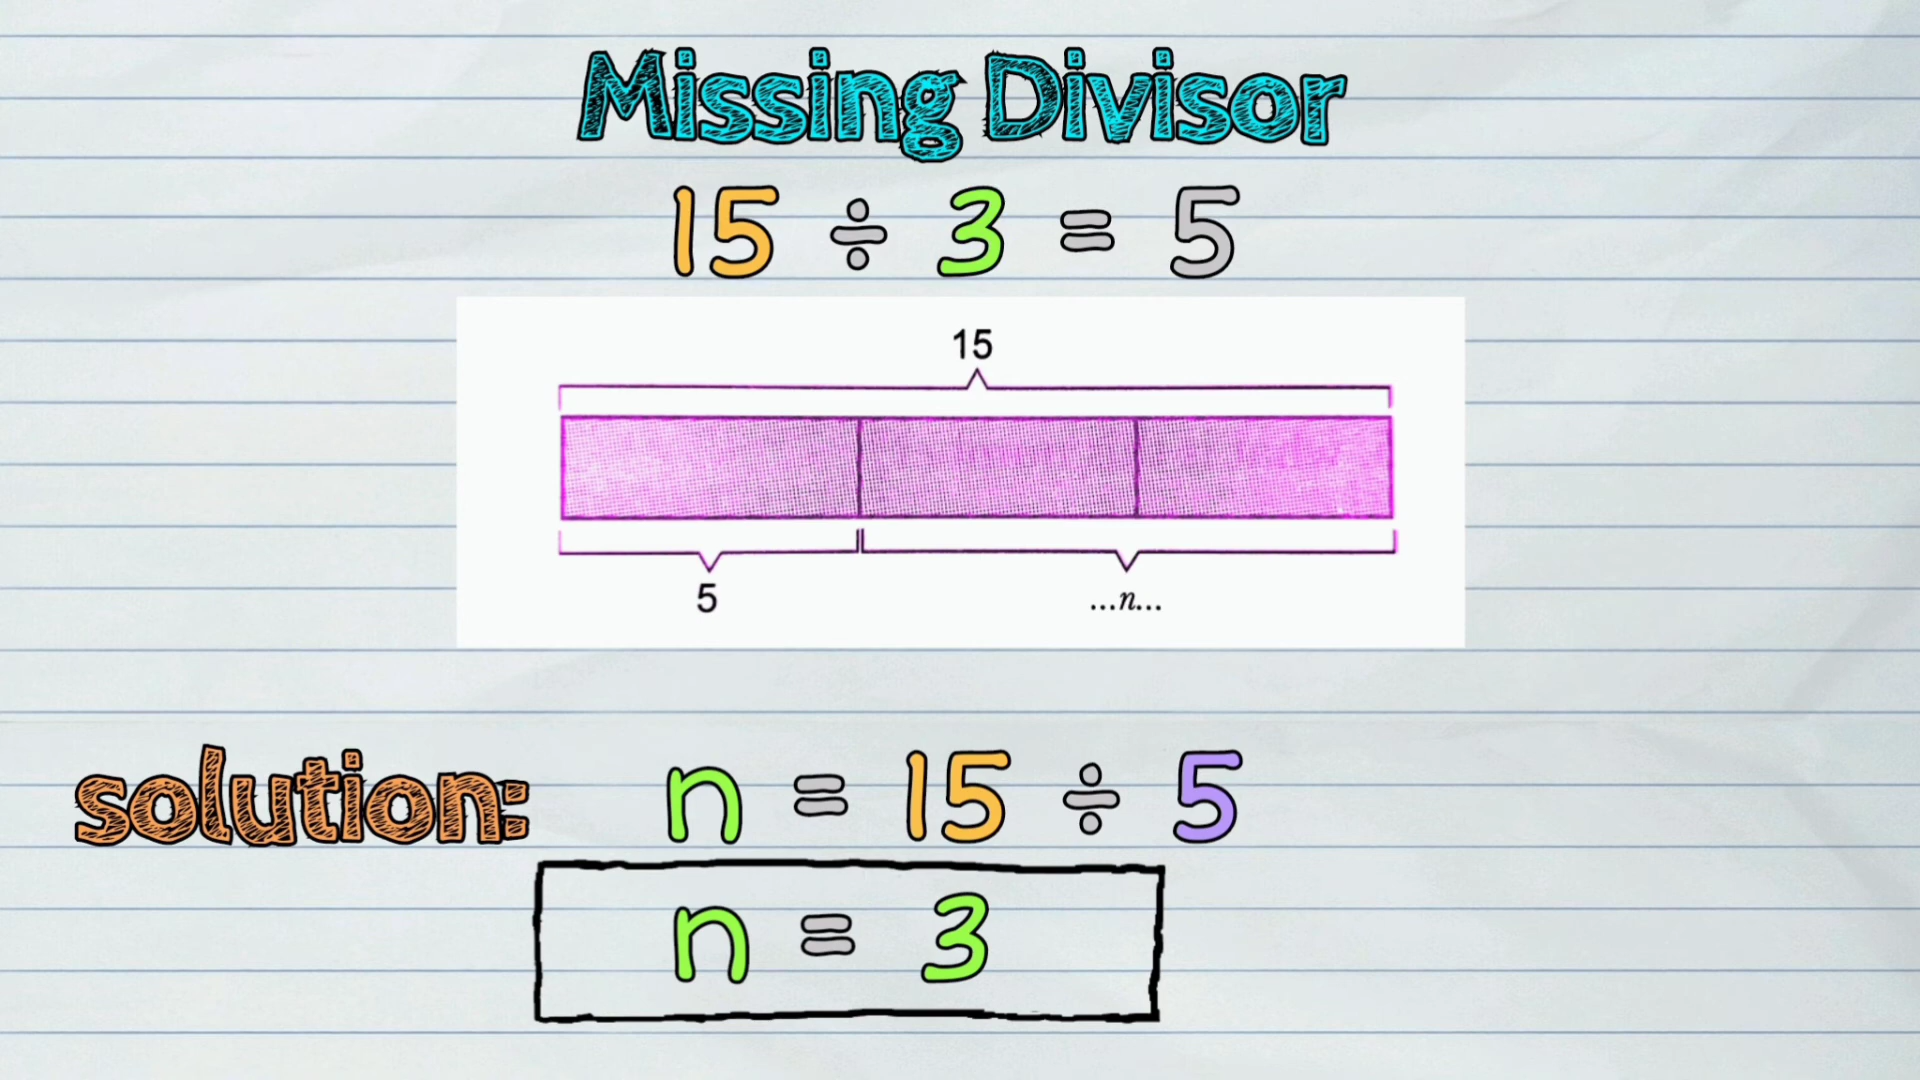 Missing Divisor
15 ÷ 3 = 5
15
5 ...n...
solution: n = 15 ÷ 5
n = 3